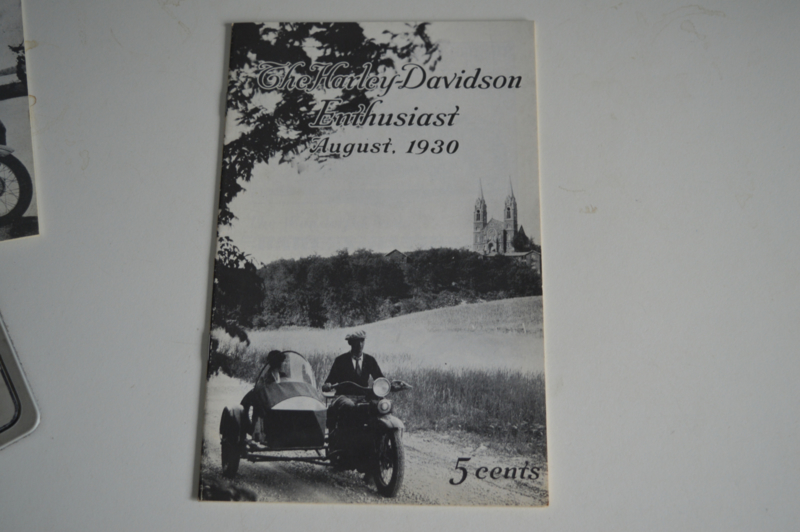 The Harley-Davidson
Enthusiast
August, 1930
5 cents